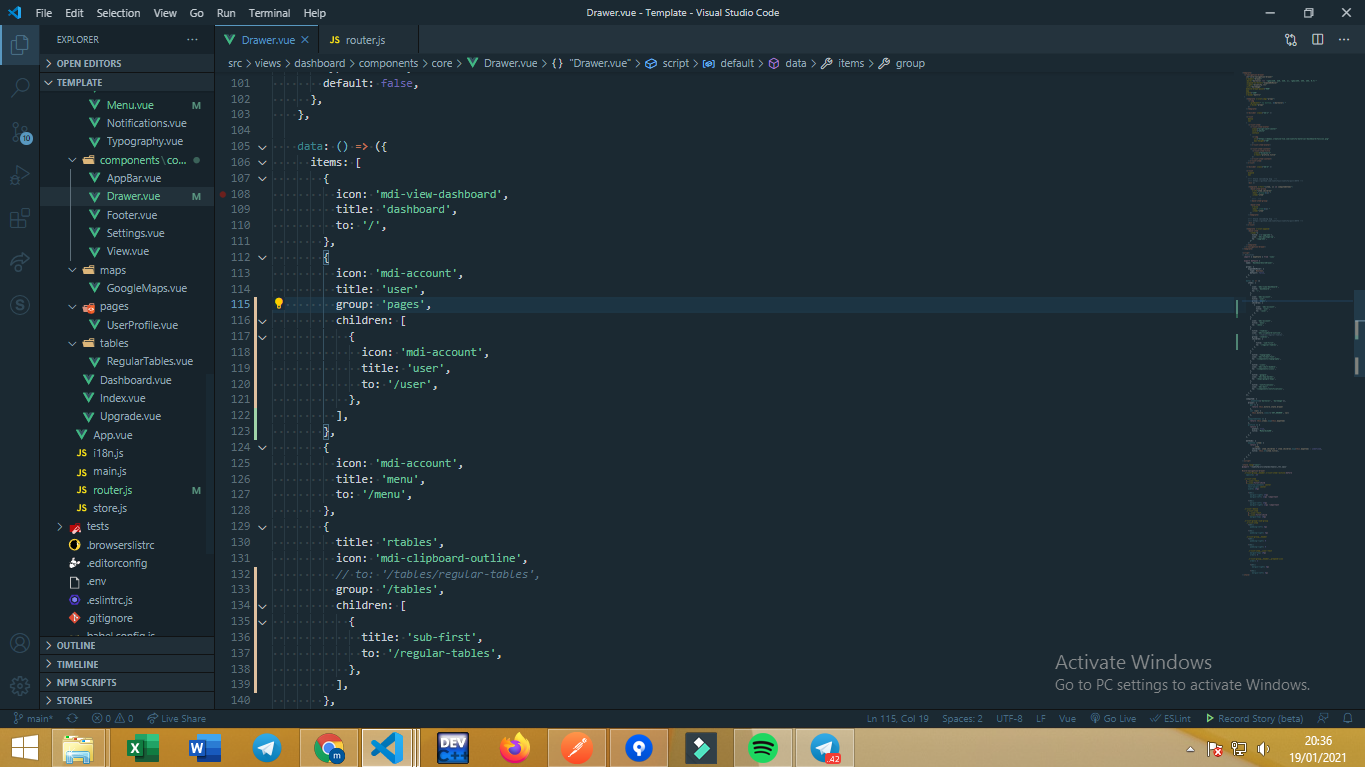 File Edit Selection View Go Run Terminal Help
Drawer.vue - Template - Visual Studio Code
EXPLORER
OPEN EDITORS
TEMPLATE
Menu.vue M
Notifications.vue
Typography.vue
components\co...
AppBar.vue
Drawer.vue M
Footer.vue
Settings.vue
View.vue
maps
GoogleMaps.vue
pages
UserProfile.vue
tables
RegularTables.vue
Dashboard.vue
Index.vue
Upgrade.vue
App.vue
JS i18n.js
JS main.js
JS router.js M
JS store.js
tests
.browserslistrc
.editorconfig
.env
.eslintrc.js
.gitignore
babel.config.js
OUTLINE
TIMELINE
NPM SCRIPTS
STORIES
10
Drawer.vue JS router.js
src > views > dashboard > components > core > Drawer.vue > {} "Drawer.vue" > script > default > data > items > group
101 default: false,
102 },
103 },
104
105 data: () => ({
106 items: [
107 {
108 icon: 'mdi-view-dashboard',
109 title: 'dashboard',
110 to: '/',
111 },
112 {
113 icon: 'mdi-account',
114 title: 'user',
115 group: 'pages',
116 children: [
117 {
118 icon: 'mdi-account',
119 title: 'user',
120 to: '/user',
121 },
122 ],
123 },
124 {
125 icon: 'mdi-account',
126 title: 'menu',
127 to: '/menu',
128 },
129 {
130 title: 'rtables',
131 icon: 'mdi-clipboard-outline',
132 // to: '/tables/regular-tables',
133 group: '/tables',
134 children: [
135 {
136 title: 'sub-first',
137 to: '/regular-tables',
138 },
139 ],
140 },
Activate Windows
Go to PC settings to activate Windows.
main* 0 0 Live Share Ln 115, Col 19 Spaces: 2 UTF-8 LF Vue Go Live ESLint Record Story (beta)
DEV C++
m
.42
20:36
19/01/2021